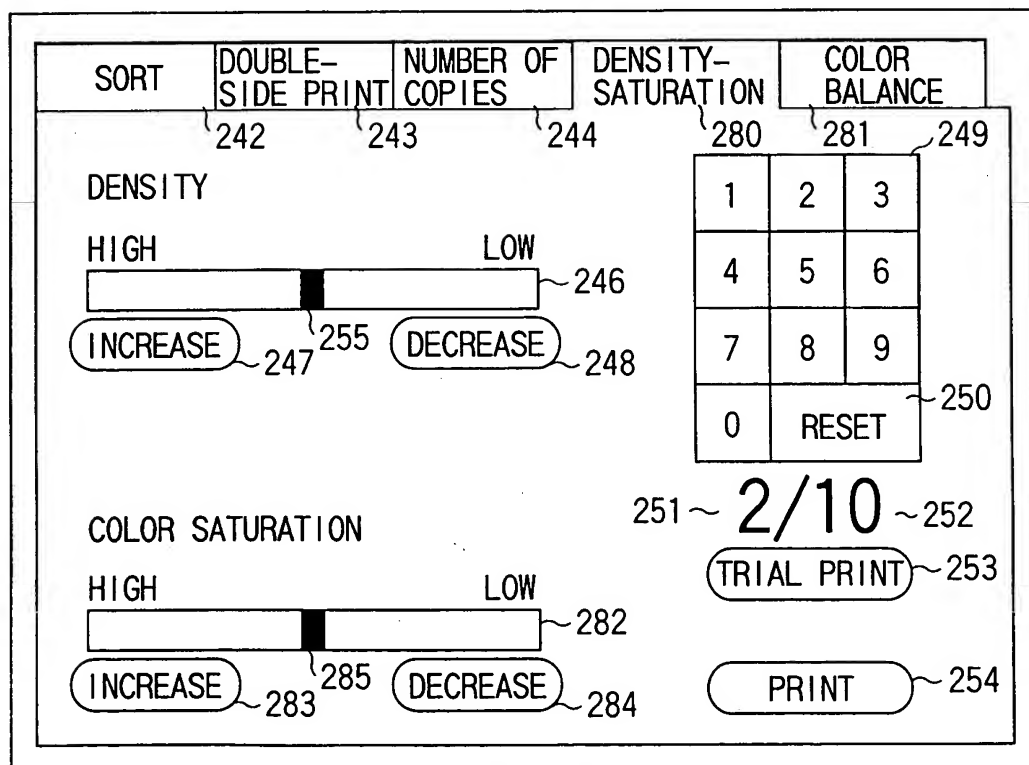 SORT
DOUBLE-
SIDE PRINT
NUMBER OF
COPIES
DENSITY-
SATURATION
COLOR
BALANCE
242
243
244
280
281
249
DENSITY
HIGH
LOW
246
255
INCREASE
247
DECREASE
248
1 2 3
4 5 6
7 8 9
0 RESET
250
251 2/10 252
TRIAL PRINT 253
COLOR SATURATION
HIGH
LOW
282
285
INCREASE
283
DECREASE
284
PRINT 254